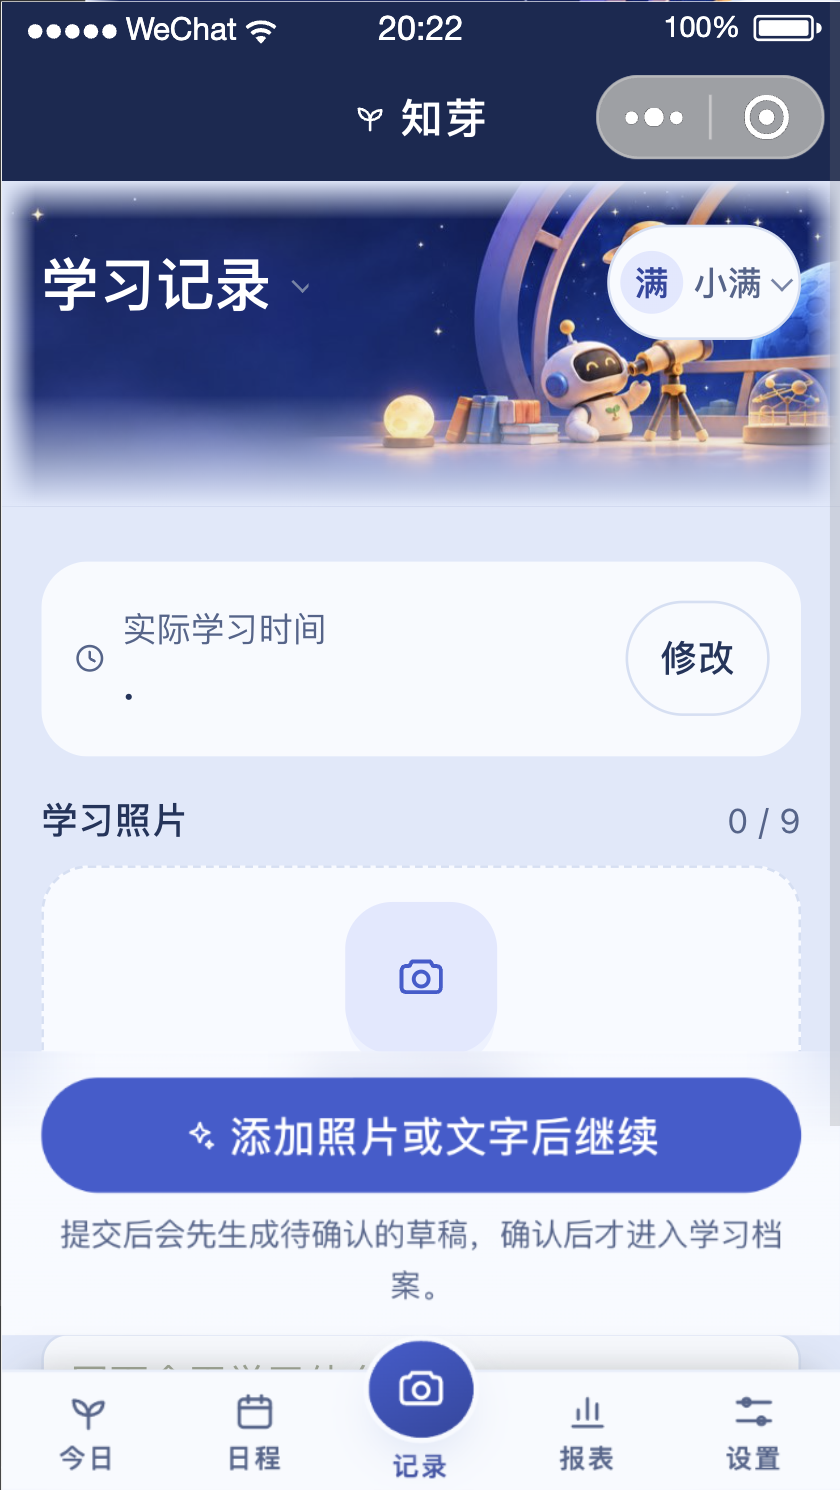 WeChat 20:22 100%
知芽
学习记录
满 小满
实际学习时间
·
修改
学习照片 0 / 9
添加照片或文字后继续
提交后会先生成待确认的草稿，确认后才进入学习档
案。
今日 日程 记录 报表 设置